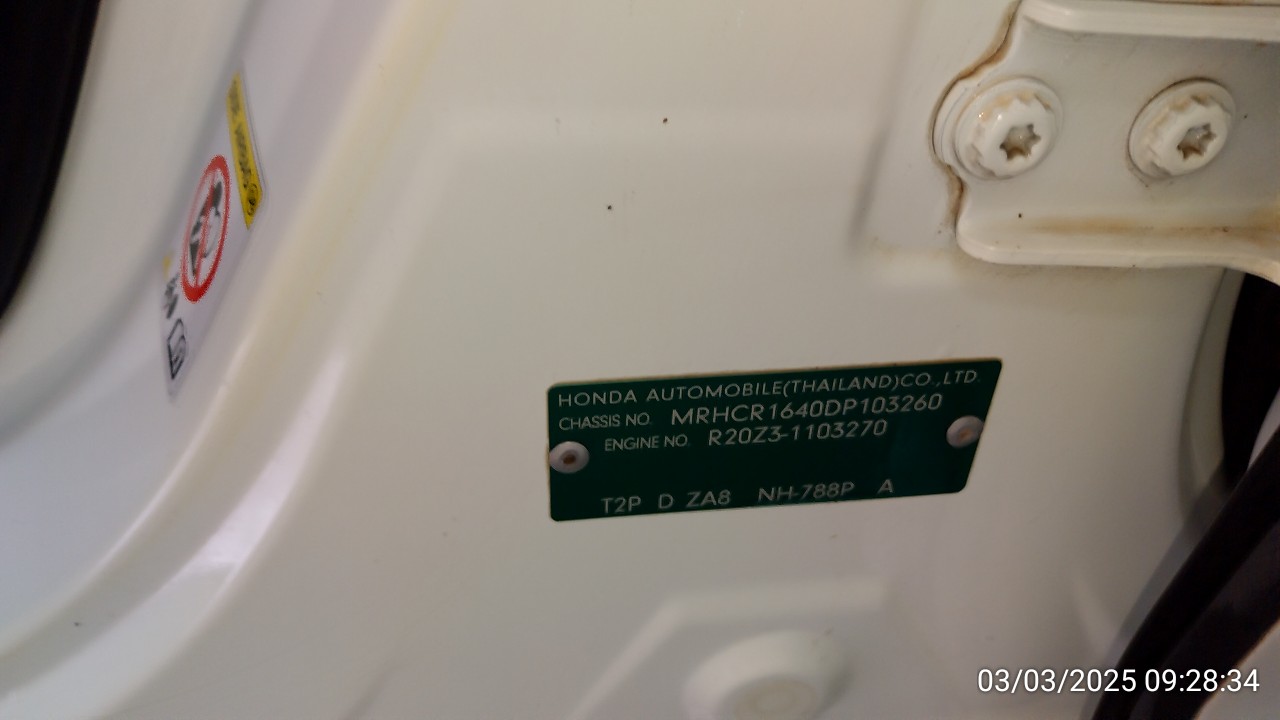 HONDA AUTOMOBILE(THAILAND)CO.,LTD.
CHASSIS NO. MRHCR1640DP103260
ENGINE NO. R20Z3-1103270
T2P D ZA8 NH-788P A
03/03/2025 09:28:34